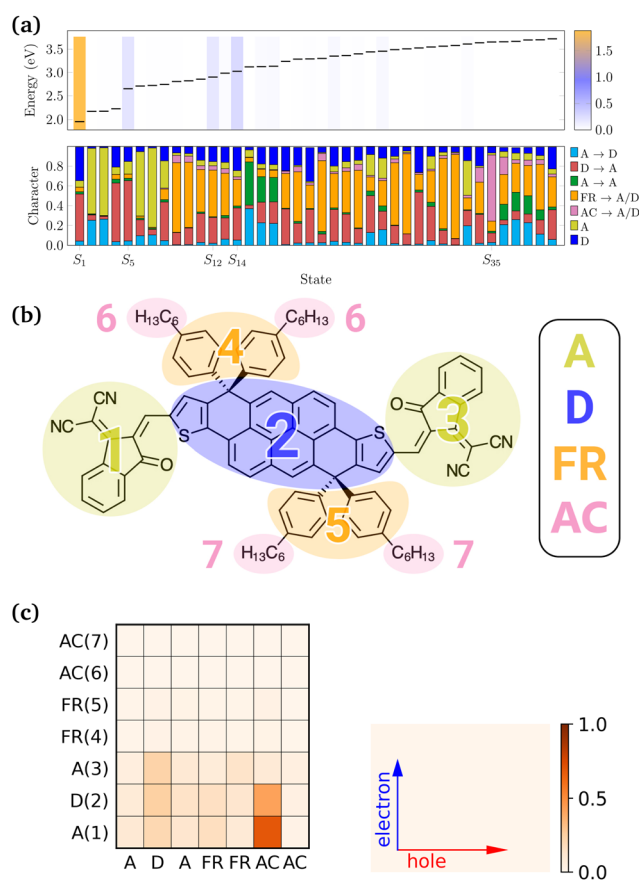 (a)
Energy (eV)
3.5
3.0
2.0
1.5
1.0
0.5
0.0
State
Character
0.8
0.6
0.4
0.2
0.0
A → D
D → A
A → A
FR → A/D
AC → A/D
A
D
S1 S5 S12 S14 S35
State
(b)
6 H13C6 C6H13 6
4
A
D
FR
AC
NC
CN
O
S
1
2
3
S
O
CN
NC
5
7 H13C6 C6H13 7
(c)
AC(7)
AC(6)
FR(5)
FR(4)
A(3)
D(2)
A(1)
A D A FR FR AC AC
electron
hole
1.0
0.5
0.0